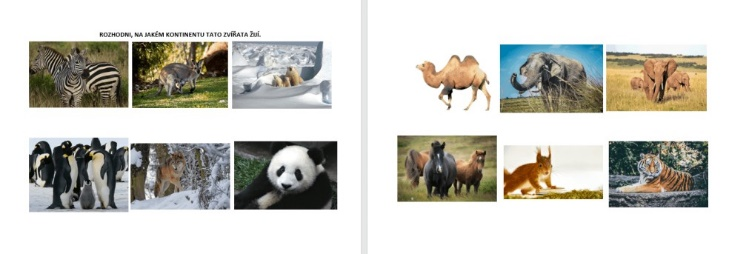 ROZHODNI, NA JAKÉM KONTINENTU TATO ZVÍŘATA ŽIJÍ.